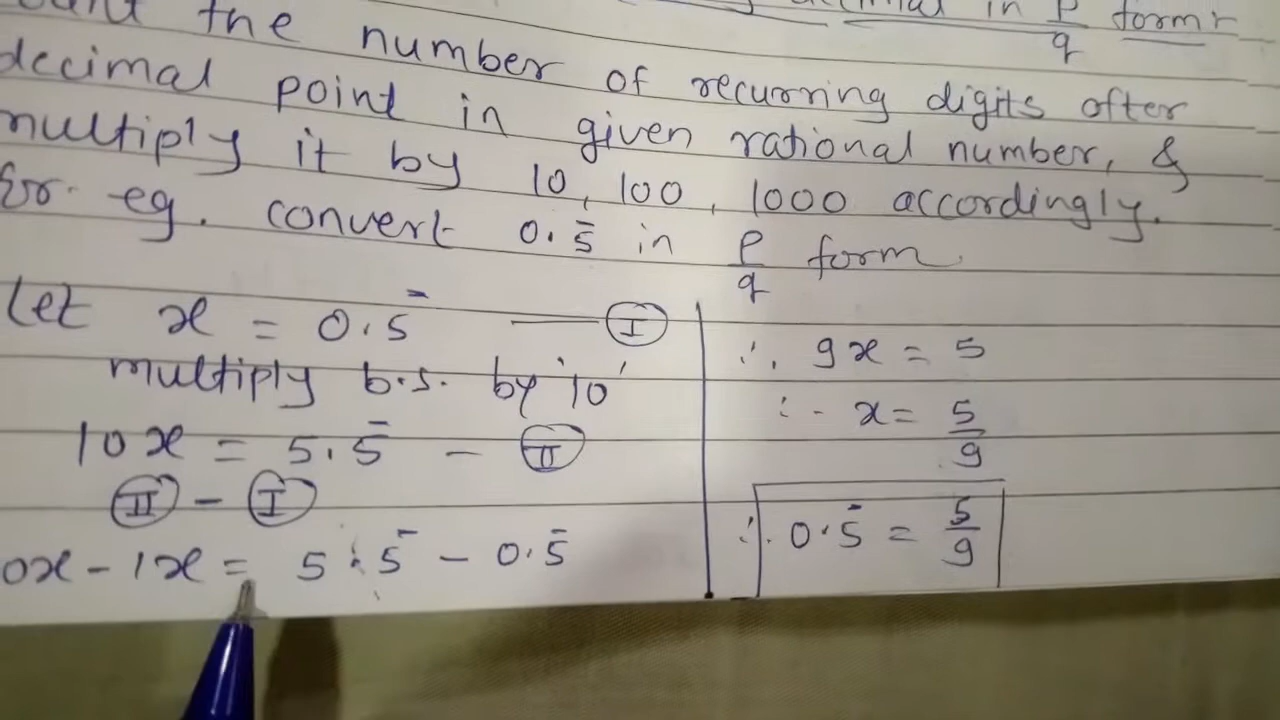 decimal in p/q form:-
the number of recurring digits after
decimal point in given rational number, &
multiply it by 10, 100, 1000 accordingly.
for eg. convert 0.5̄ in p/q form
Let x = 0.5̄ — I
multiply b.s. by '10'
10x = 5.5̄ - II
II - I
0x - 1x = 5.5̄ - 0.5̄
∴ 9x = 5
∴ x = 5/9
∴ 0.5̄ = 5/9